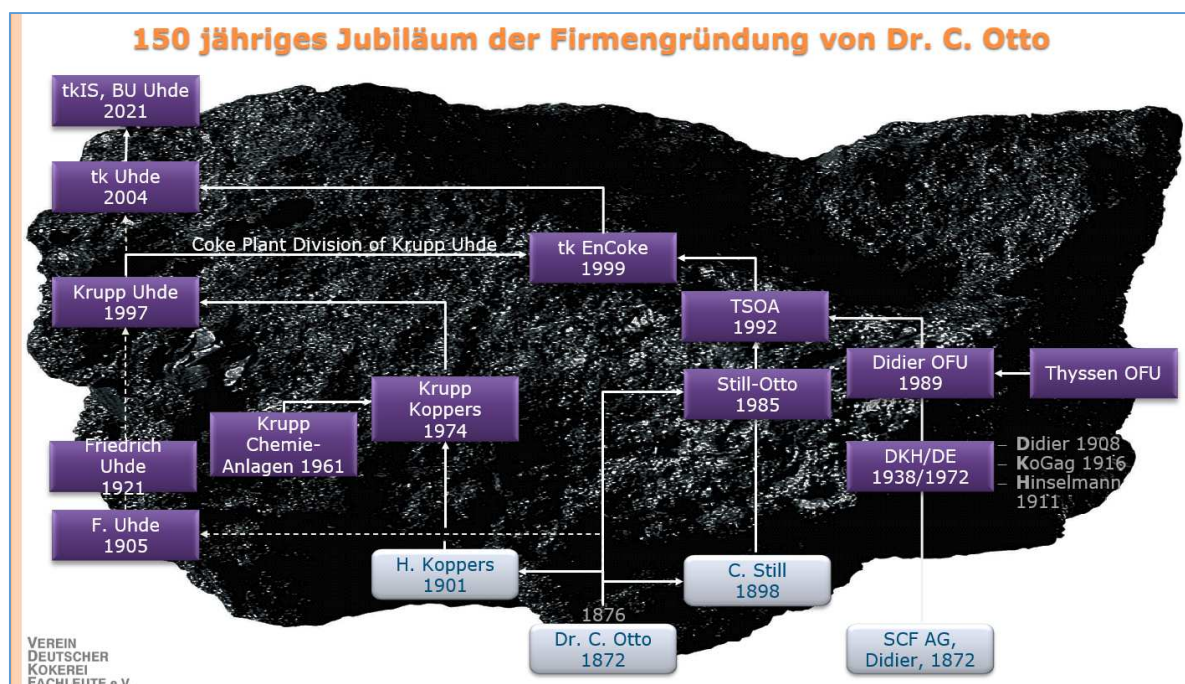 150 jähriges Jubiläum der Firmengründung von Dr. C. Otto
tkIS, BU Uhde
2021
tk Uhde
2004
Coke Plant Division of Krupp Uhde
tk EnCoke
1999
Krupp Uhde
1997
TSOA
1992
Didier OFU
1989
Thyssen OFU
Krupp
Koppers
1974
Still-Otto
1985
Krupp
Chemie-
Anlagen 1961
Friedrich
Uhde
1921
DKH/DE
1938/1972
Didier 1908
KoGag 1916
Hinselmann
1911
F. Uhde
1905
H. Koppers
1901
C. Still
1898
1876
Dr. C. Otto
1872
SCF AG,
Didier, 1872
VEREIN
DEUTSCHER
KOKEREI
FACHLEUTE e.V.